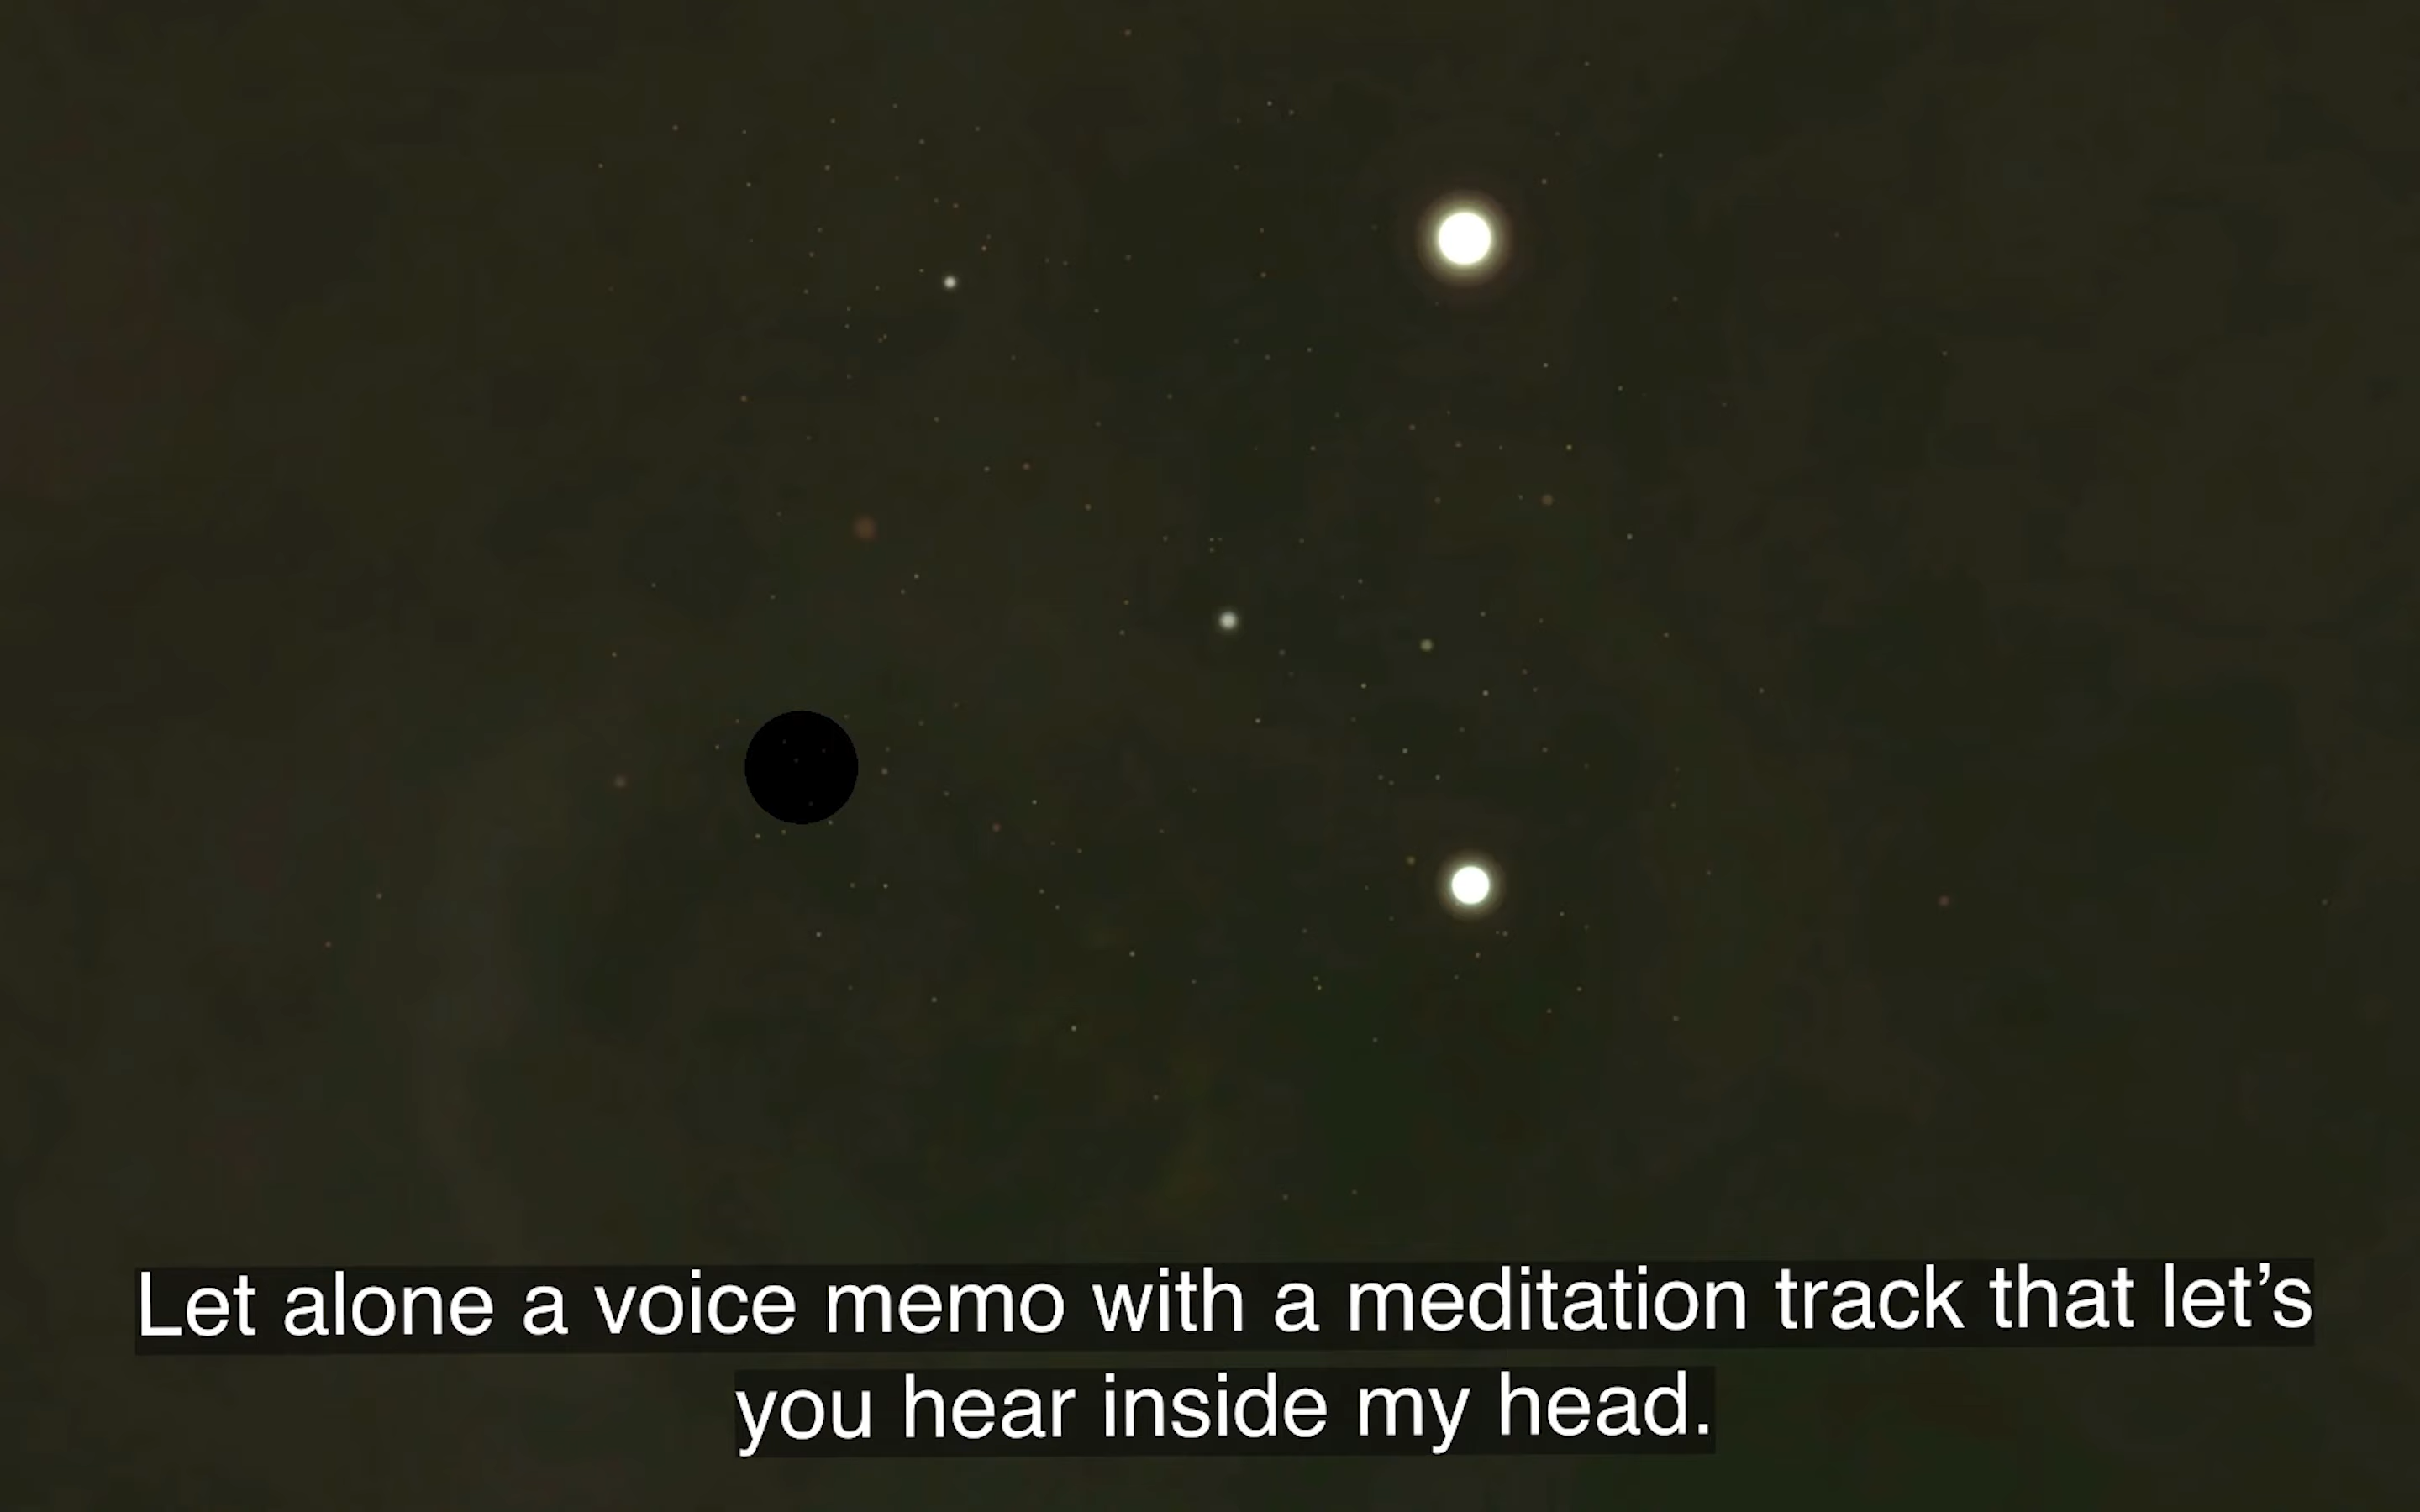 Let alone a voice memo with a meditation track that let’s
you hear inside my head.